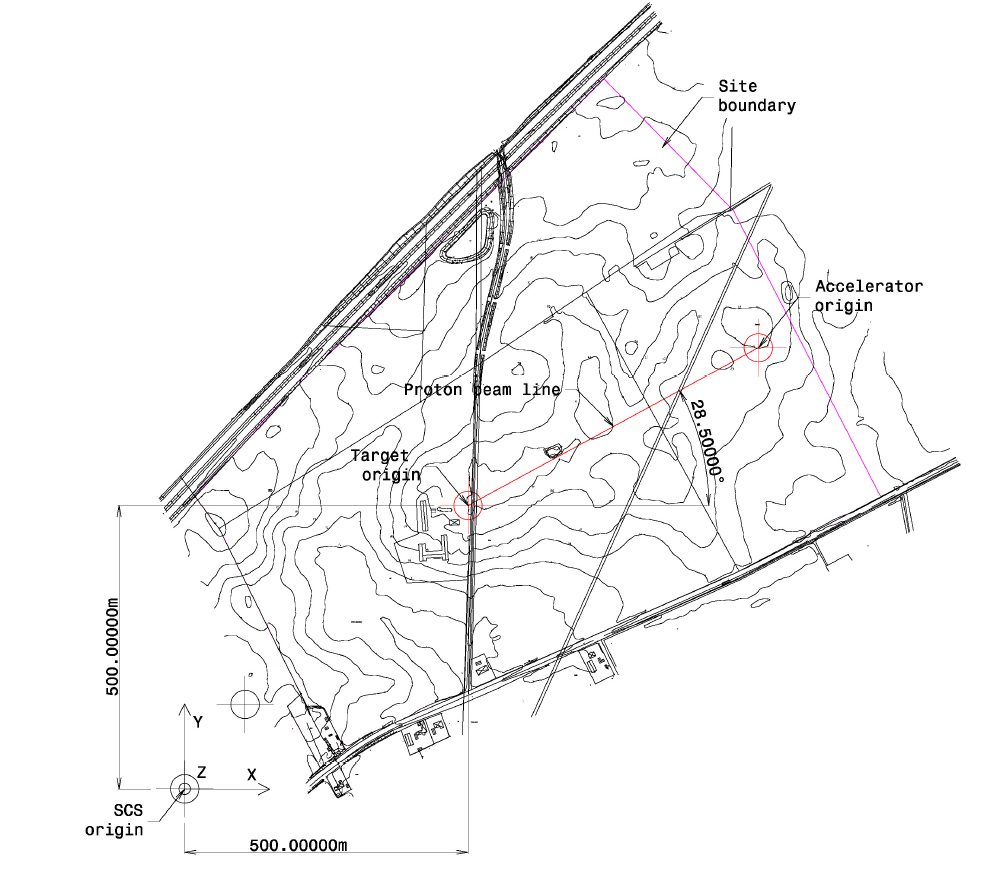 Site
boundary
Accelerator
origin
Proton beam line
28.50000°
Target
origin
500.00000m
Y
Z
X
SCS
origin
500.00000m